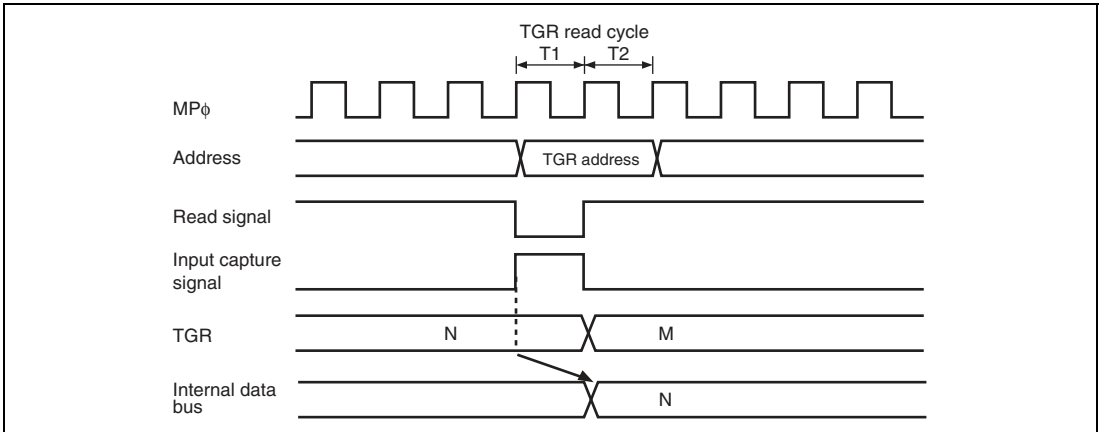 TGR read cycle
T1 T2
MPφ
Address
TGR address
Read signal
Input capture
signal
TGR
N
M
Internal data
bus
N